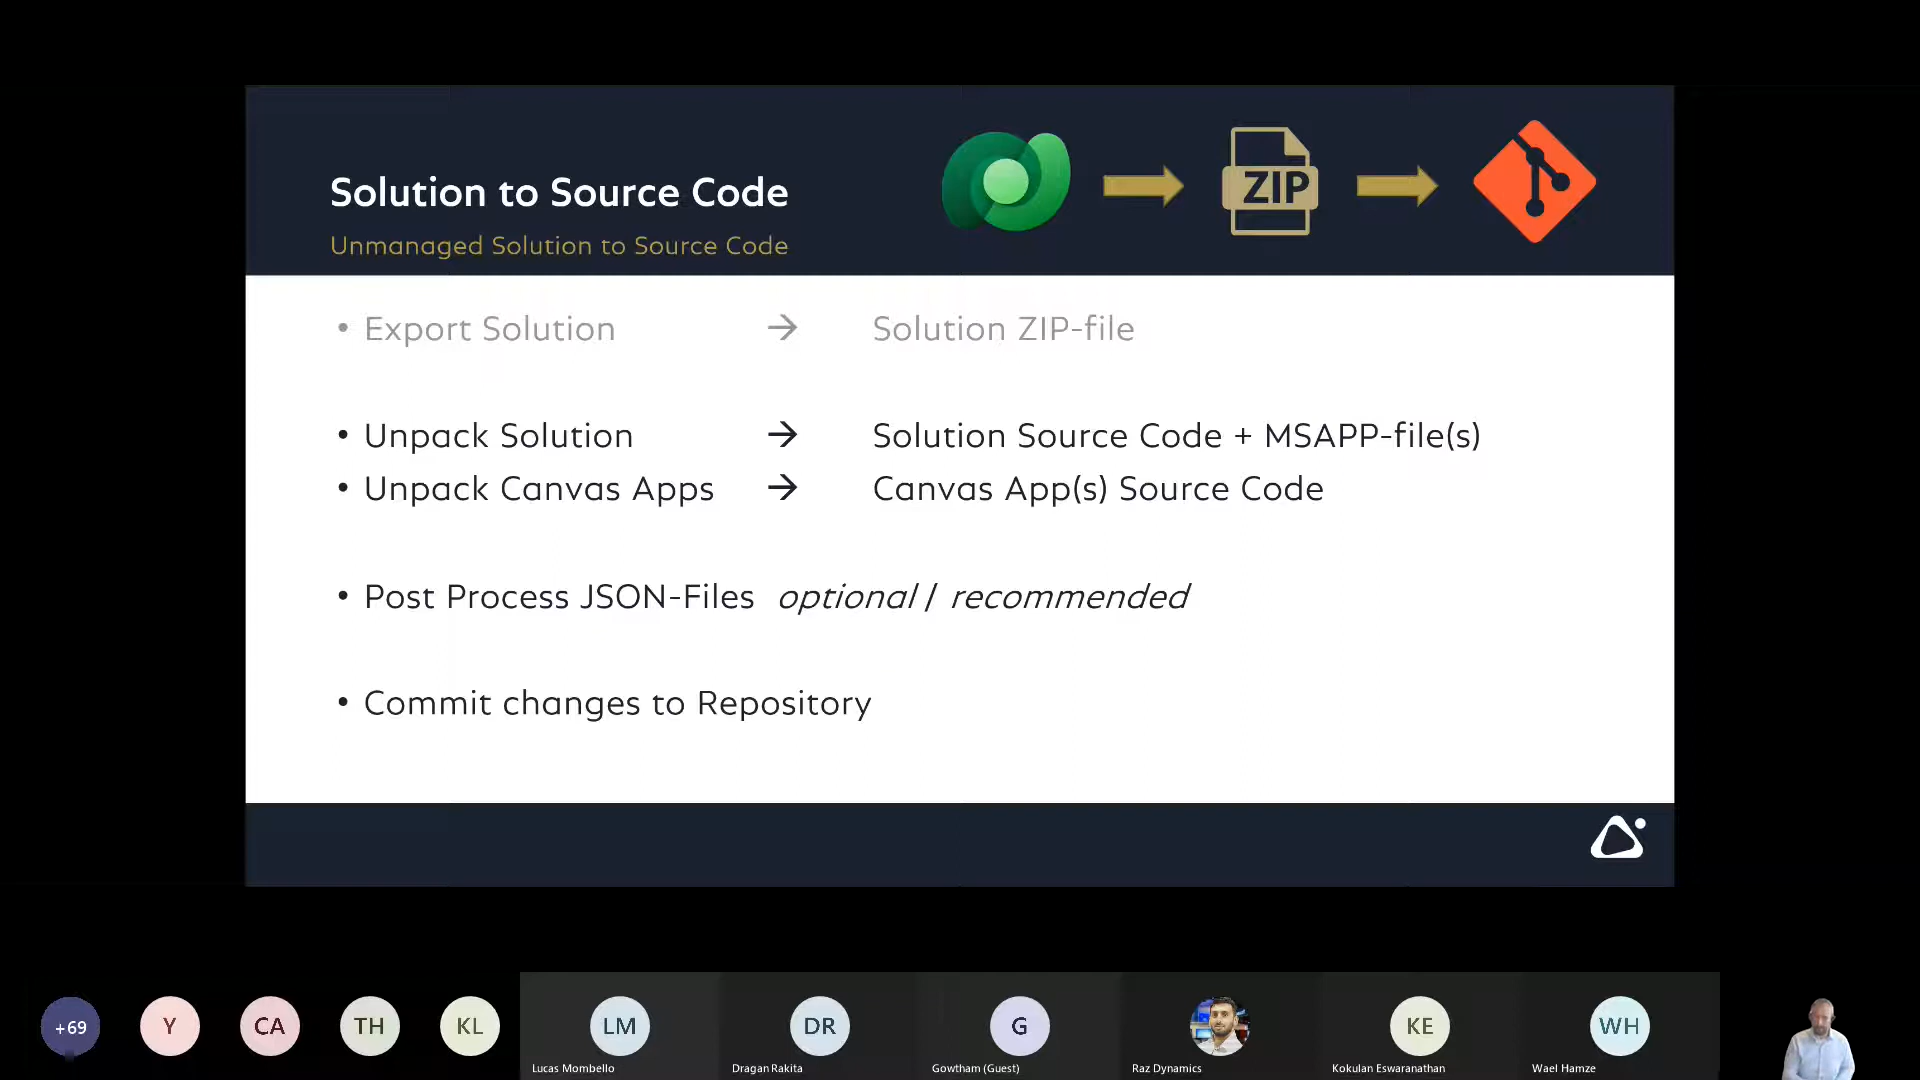 ZIP
Solution to Source Code
Unmanaged Solution to Source Code
• Export Solution → Solution ZIP-file
• Unpack Solution → Solution Source Code + MSAPP-file(s)
• Unpack Canvas Apps → Canvas App(s) Source Code
• Post Process JSON-Files optional / recommended
• Commit changes to Repository
+69
Y
CA
TH
KL
LM
DR
G
KE
WH
Lucas Mombello
Dragan Rakita
Gowtham (Guest)
Raz Dynamics
Kokulan Eswaranathan
Wael Hamze